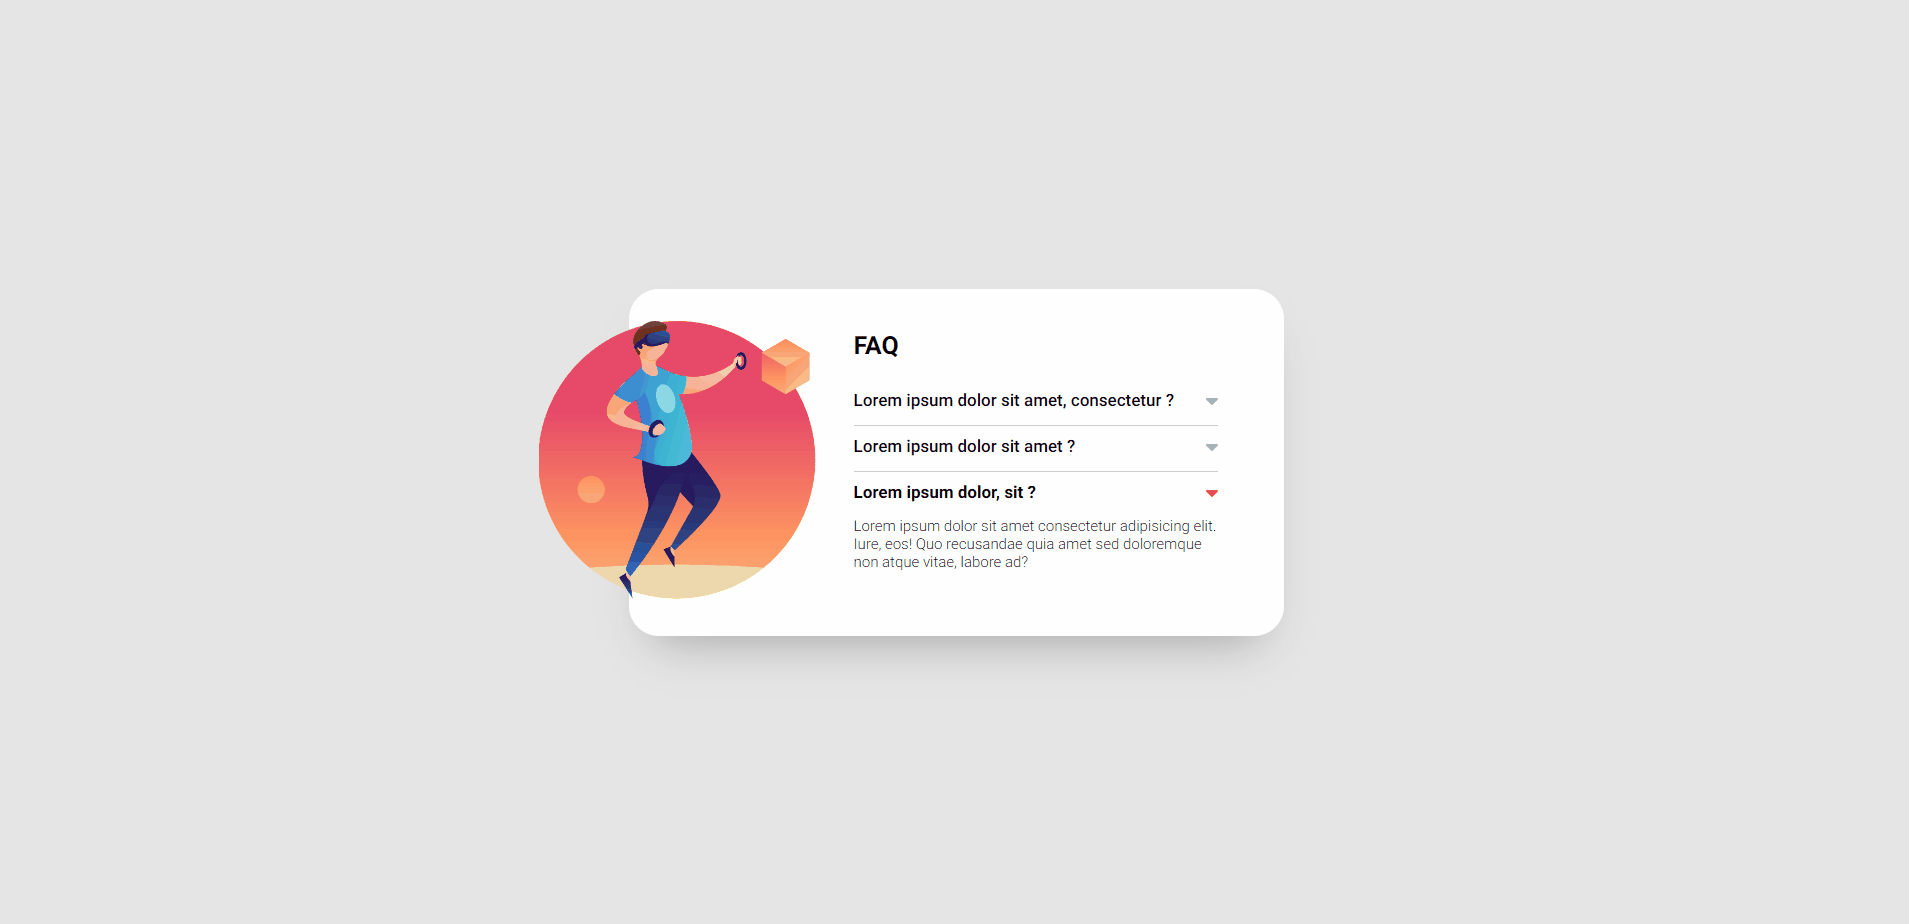 FAQ
Lorem ipsum dolor sit amet, consectetur ?
Lorem ipsum dolor sit amet ?
Lorem ipsum dolor, sit ?
Lorem ipsum dolor sit amet consectetur adipisicing elit.
Iure, eos! Quo recusandae quia amet sed doloremque
non atque vitae, labore ad?